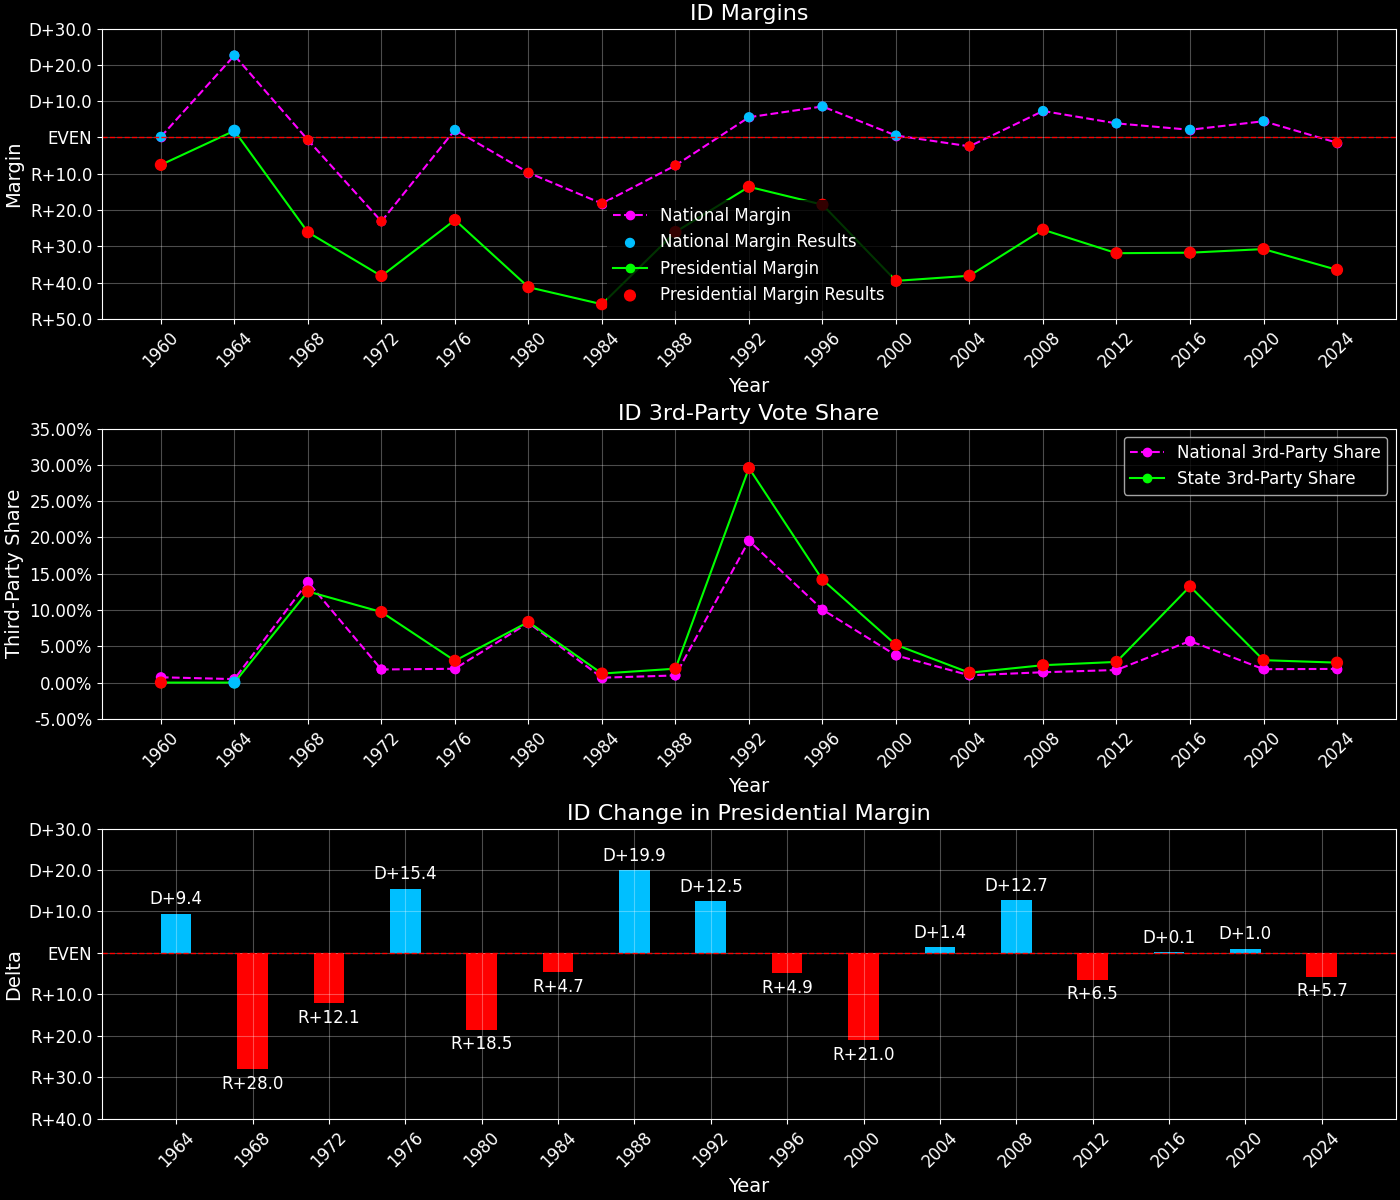 ID Margins
D+30.0
D+20.0
D+10.0
EVEN
R+10.0
R+20.0
R+30.0
R+40.0
R+50.0
Margin
National Margin
National Margin Results
Presidential Margin
Presidential Margin Results
1960 1964 1968 1972 1976 1980 1984 1988 1992 1996 2000 2004 2008 2012 2016 2020 2024
Year
ID 3rd-Party Vote Share
35.00%
30.00%
25.00%
20.00%
15.00%
10.00%
5.00%
0.00%
-5.00%
Third-Party Share
National 3rd-Party Share
State 3rd-Party Share
1960 1964 1968 1972 1976 1980 1984 1988 1992 1996 2000 2004 2008 2012 2016 2020 2024
Year
ID Change in Presidential Margin
D+30.0
D+20.0
D+10.0
EVEN
R+10.0
R+20.0
R+30.0
R+40.0
Delta
D+9.4
R+28.0
R+12.1
D+15.4
R+18.5
R+4.7
D+19.9
D+12.5
R+4.9
R+21.0
D+1.4
D+12.7
R+6.5
D+0.1
D+1.0
R+5.7
1964 1968 1972 1976 1980 1984 1988 1992 1996 2000 2004 2008 2012 2016 2020 2024
Year